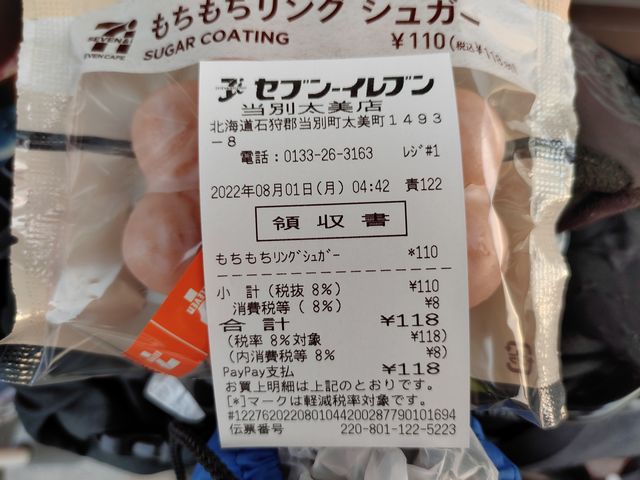 もちもちリング シュガー
SEVEN&i
SEVEN CAFE
SUGAR COATING
¥110(税込¥118.80)
セブン-イレブン
当別太美店
北海道石狩郡当別町太美町1493
-8
電話:0133-26-3163 レジ#1
2022年08月01日(月) 04:42 責122
領収書
もちもちリングシュガー *110
小 計(税抜 8%) ¥110
消費税等( 8%) ¥8
合計 ¥118
(税率 8%対象 ¥118)
(内消費税等 8% ¥8)
PayPay支払 ¥118
お買上明細は上記のとおりです。
[*]マークは軽減税率対象です。
#122762022080104420028779010​1694
伝票番号 220-801-122-5223